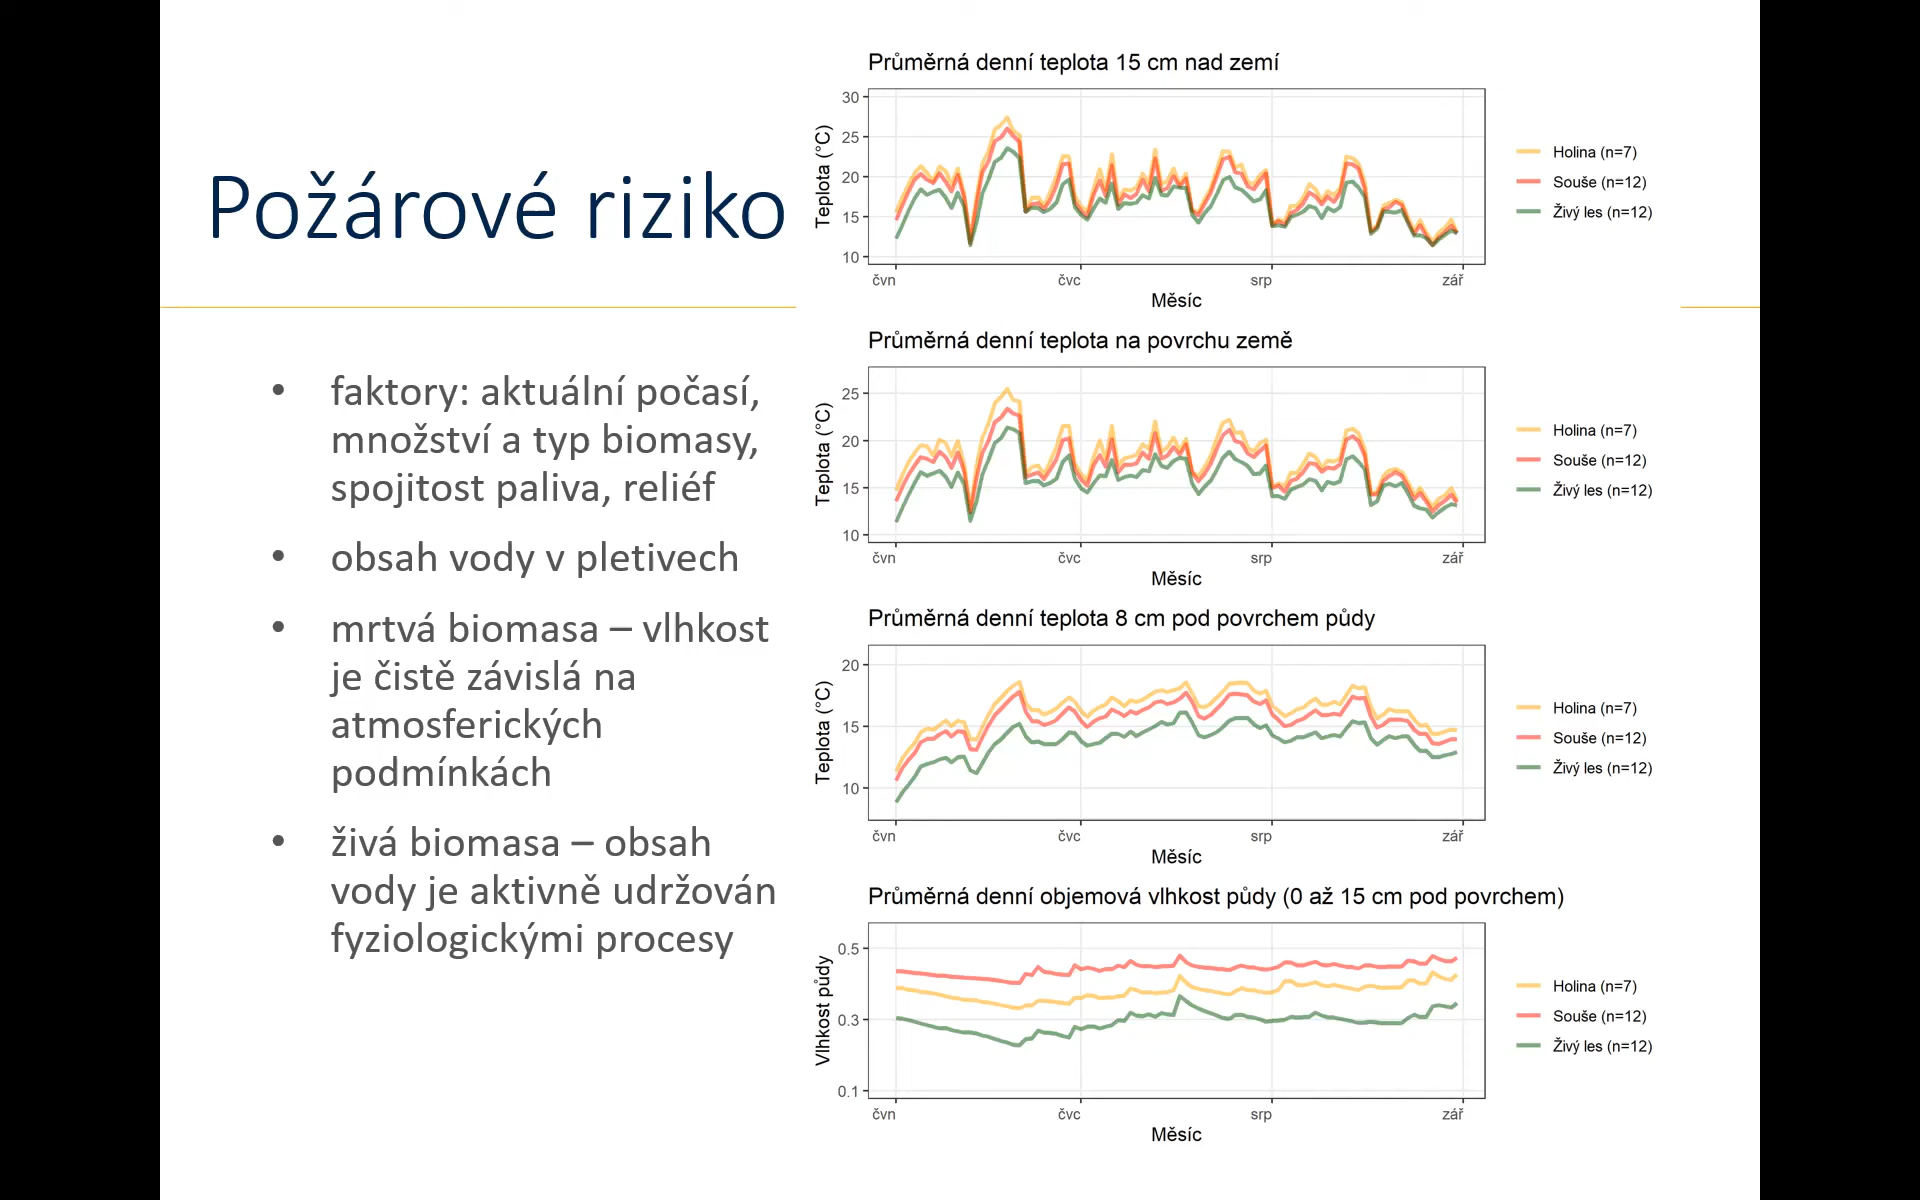 Požárové riziko
• faktory: aktuální počasí,
množství a typ biomasy,
spojitost paliva, reliéf
• obsah vody v pletivech
• mrtvá biomasa – vlhkost
je čistě závislá na
atmosferických
podmínkách
• živá biomasa – obsah
vody je aktivně udržován
fyziologickými procesy
Průměrná denní teplota 15 cm nad zemí
Teplota (°C)
30
25
20
15
10
čvn čvc srp zář
Měsíc
Holina (n=7)
Souše (n=12)
Živý les (n=12)
Průměrná denní teplota na povrchu země
Teplota (°C)
25
20
15
10
čvn čvc srp zář
Měsíc
Holina (n=7)
Souše (n=12)
Živý les (n=12)
Průměrná denní teplota 8 cm pod povrchem půdy
Teplota (°C)
20
15
10
čvn čvc srp zář
Měsíc
Holina (n=7)
Souše (n=12)
Živý les (n=12)
Průměrná denní objemová vlhkost půdy (0 až 15 cm pod povrchem)
Vlhkost půdy
0.5
0.3
0.1
čvn čvc srp zář
Měsíc
Holina (n=7)
Souše (n=12)
Živý les (n=12)